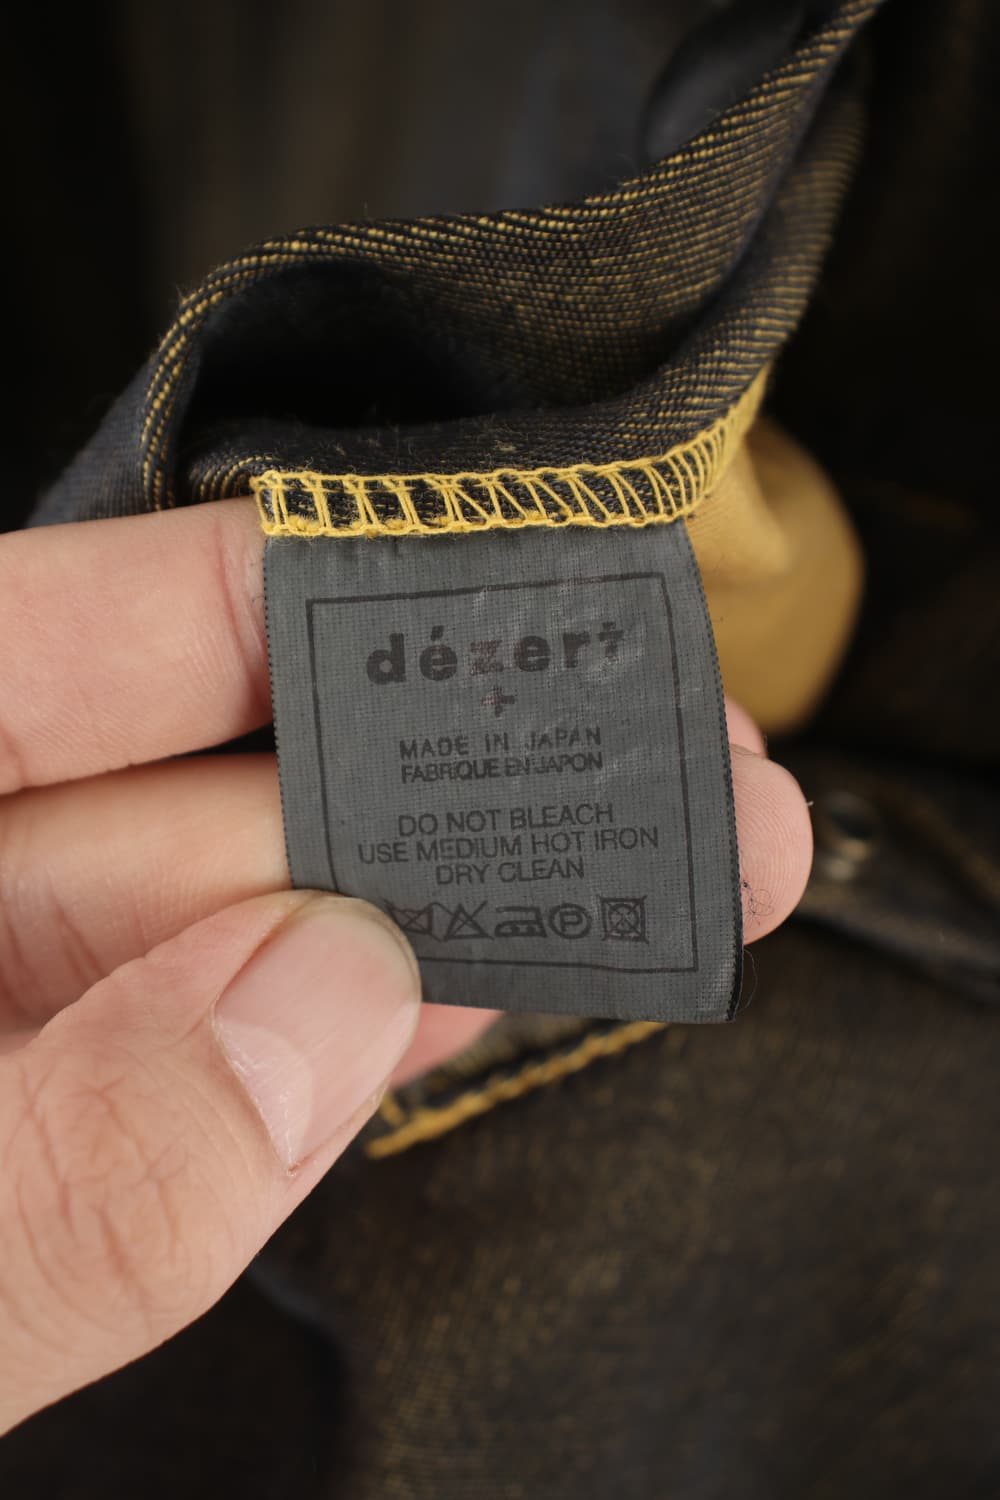 dézert
+
MADE IN JAPAN
FABRIQUE EN JAPON
DO NOT BLEACH
USE MEDIUM HOT IRON
DRY CLEAN
P